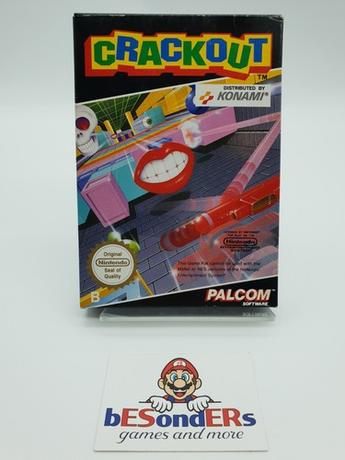 CRACKOUT
TM
DISTRIBUTED BY
KONAMI®
Original
Nintendo
Seal of
Quality
Nintendo
This Game Pak cannot be used with the
Entertainment System.
B
PALCOM
SOFTWARE
bESonDERs
games and more